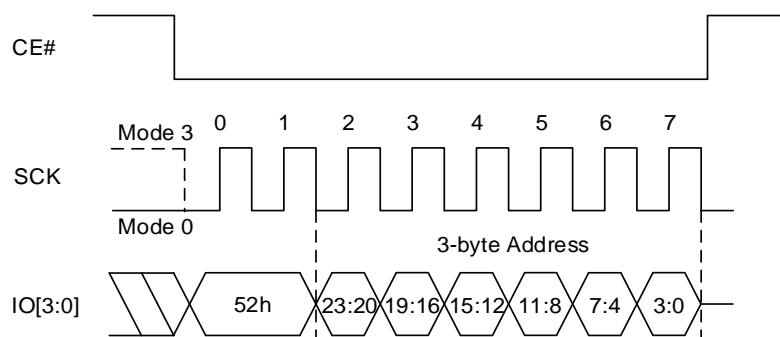 CE#
0 1 2 3 4 5 6 7
Mode 3
SCK
Mode 0
3-byte Address
IO[3:0] 52h 23:20 19:16 15:12 11:8 7:4 3:0